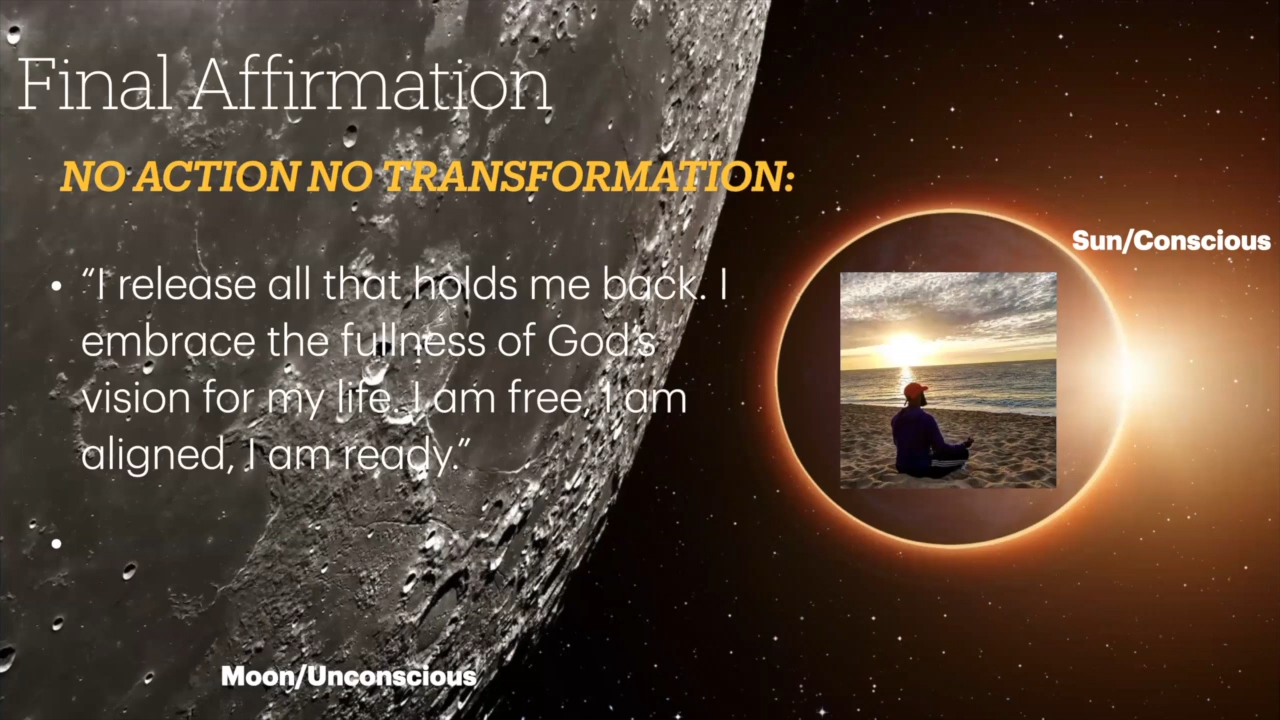 Final Affirmation
NO ACTION NO TRANSFORMATION:
Sun/Conscious
• “I release all that holds me back. I
embrace the fullness of God’s
vision for my life. I am free, I am
aligned, I am ready.”
•
Moon/Unconscious